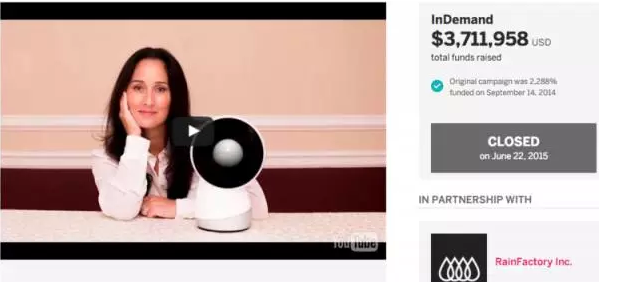 InDemand
$3,711,958 USD
total funds raised
Original campaign was 2,288%
funded on September 14, 2014
CLOSED
on June 22, 2015
IN PARTNERSHIP WITH
RainFactory Inc.
YouTube